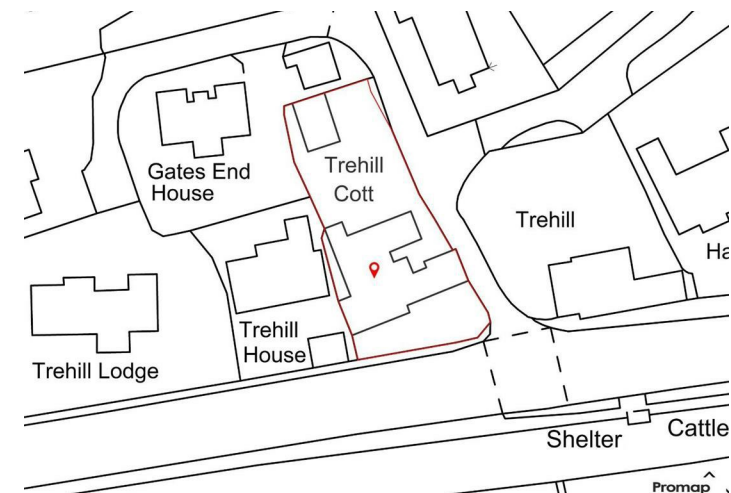 Gates End
House
Trehill
Cott
Trehill
Ha
Trehill
House
Trehill Lodge
Shelter
Cattle
Promap